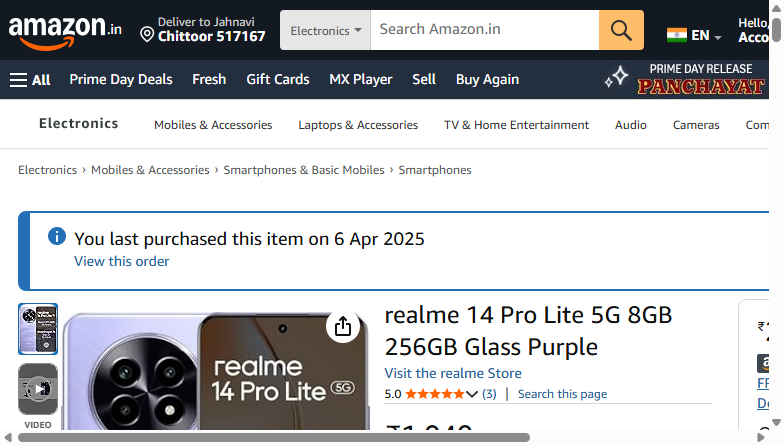 amazon.in
Deliver to Jahnavi
Chittoor 517167
Electronics
Search Amazon.in
EN
Hello,
Acco
All
Prime Day Deals
Fresh
Gift Cards
MX Player
Sell
Buy Again
PRIME DAY RELEASE
PANCHAYAT
Electronics
Mobiles & Accessories
Laptops & Accessories
TV & Home Entertainment
Audio
Cameras
Com
Electronics › Mobiles & Accessories › Smartphones & Basic Mobiles › Smartphones
You last purchased this item on 6 Apr 2025
View this order
realme
14 Pro Lite 5G
VIDEO
realme 14 Pro Lite 5G 8GB
256GB Glass Purple
Visit the realme Store
5.0 (3) | Search this page